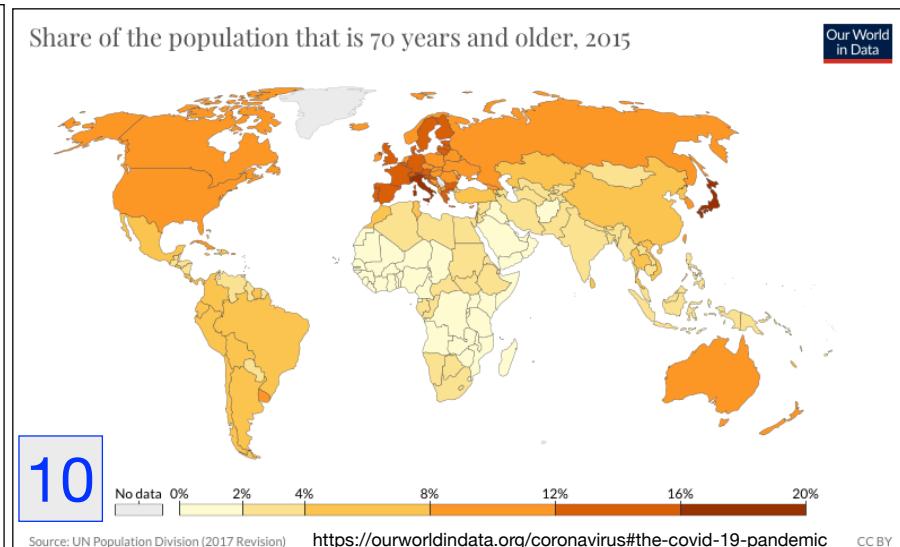 Share of the population that is 70 years and older, 2015
Our World
in Data
10
No data 0% 2% 4% 8% 12% 16% 20%
Source: UN Population Division (2017 Revision) https://ourworldindata.org/coronavirus#the-covid-19-pandemic CC BY